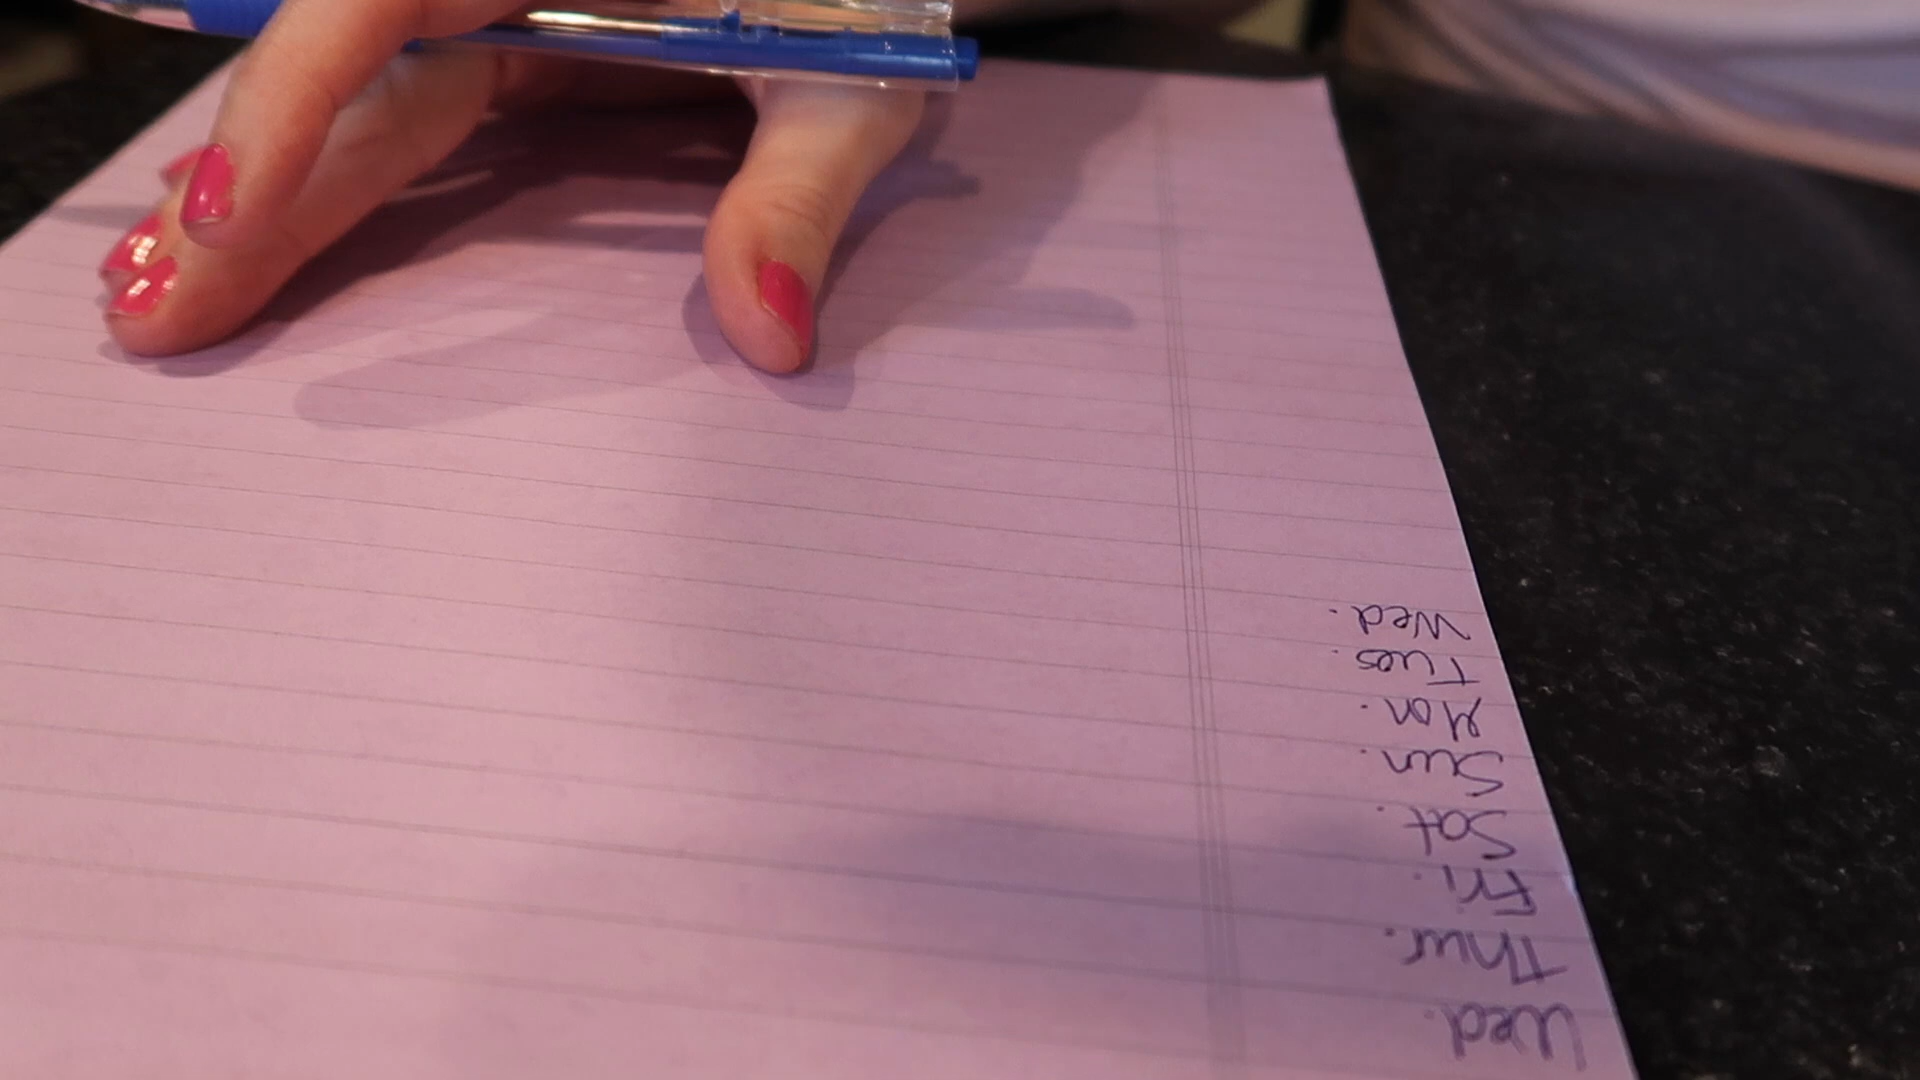 Wed.
Thur.
Fri.
Sat.
Sun.
Mon.
Tues.
Wed.